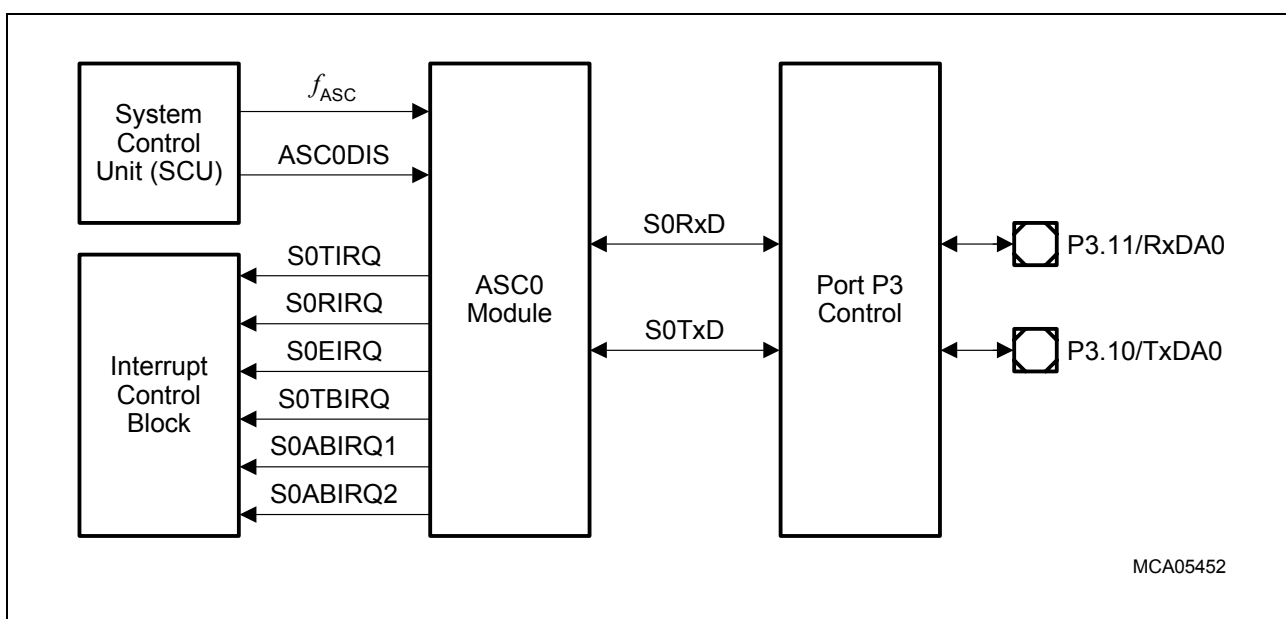 System
Control
Unit (SCU)
fASC
ASC0DIS
Interrupt
Control
Block
S0TIRQ
S0RIRQ
S0EIRQ
S0TBIRQ
S0ABIRQ1
S0ABIRQ2
ASC0
Module
S0RxD
S0TxD
Port P3
Control
P3.11/RxDA0
P3.10/TxDA0
MCA05452